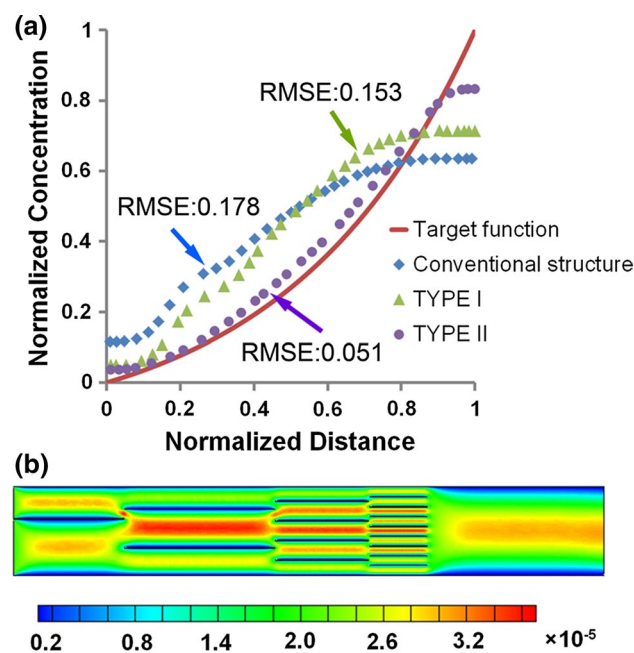 (a)
1
0.8
0.6
0.4
0.2
0
Normalized Concentration
RMSE:0.153
RMSE:0.178
RMSE:0.051
Target function
Conventional structure
TYPE I
TYPE II
0 0.2 0.4 0.6 0.8 1
Normalized Distance
(b)
0.2 0.8 1.4 2.0 2.6 3.2 ×10⁻⁵